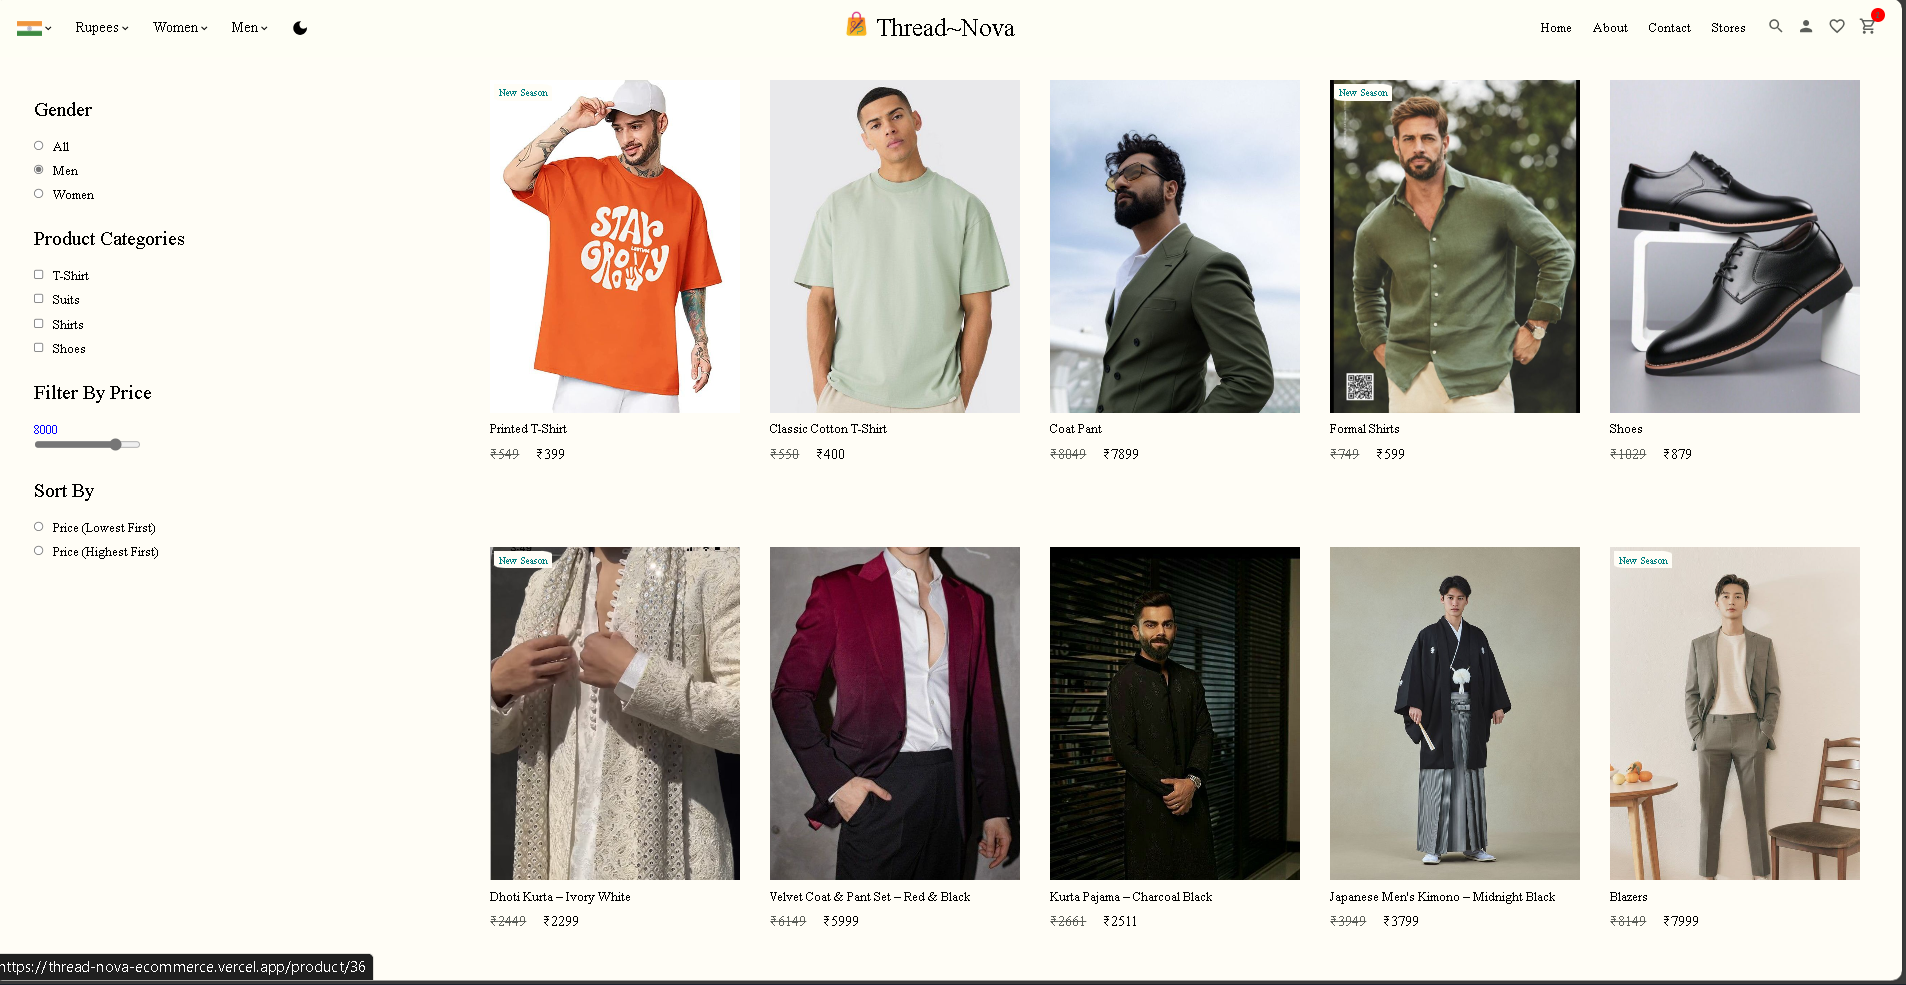 Rupees Women Men Thread~Nova Home About Contact Stores
Gender
All
Men
Women
Product Categories
T-Shirt
Suits
Shirts
Shoes
Filter By Price
8000
Sort By
Price (Lowest First)
Price (Highest First)
New Season
STAY
GROOVY
New Season
Printed T-Shirt
₹549 ₹399
Classic Cotton T-Shirt
₹550 ₹400
Coat Pant
₹8049 ₹7899
Formal Shirts
₹749 ₹599
Shoes
₹1029 ₹879
New Season
New Season
Dhoti Kurta – Ivory White
₹2449 ₹2299
Velvet Coat & Pant Set – Red & Black
₹6149 ₹5999
Kurta Pajama – Charcoal Black
₹2661 ₹2511
Japanese Men's Kimono – Midnight Black
₹3949 ₹3799
Blazers
₹8149 ₹7999
https://thread-nova-ecommerce.vercel.app/product/36